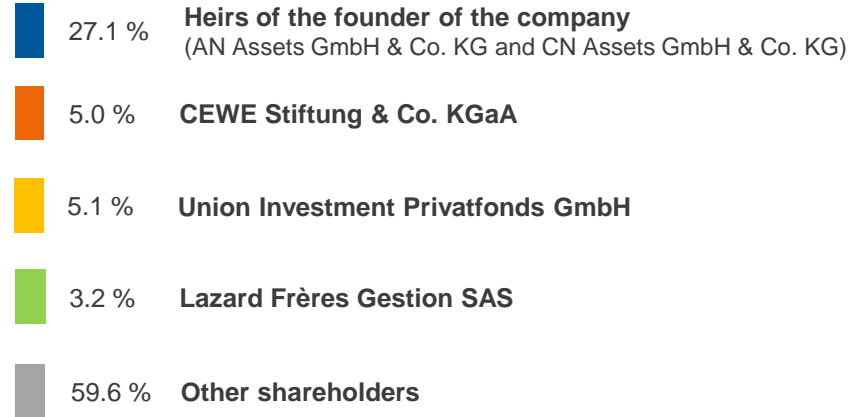 27.1 % Heirs of the founder of the company
(AN Assets GmbH & Co. KG and CN Assets GmbH & Co. KG)
5.0 % CEWE Stiftung & Co. KGaA
5.1 % Union Investment Privatfonds GmbH
3.2 % Lazard Frères Gestion SAS
59.6 % Other shareholders